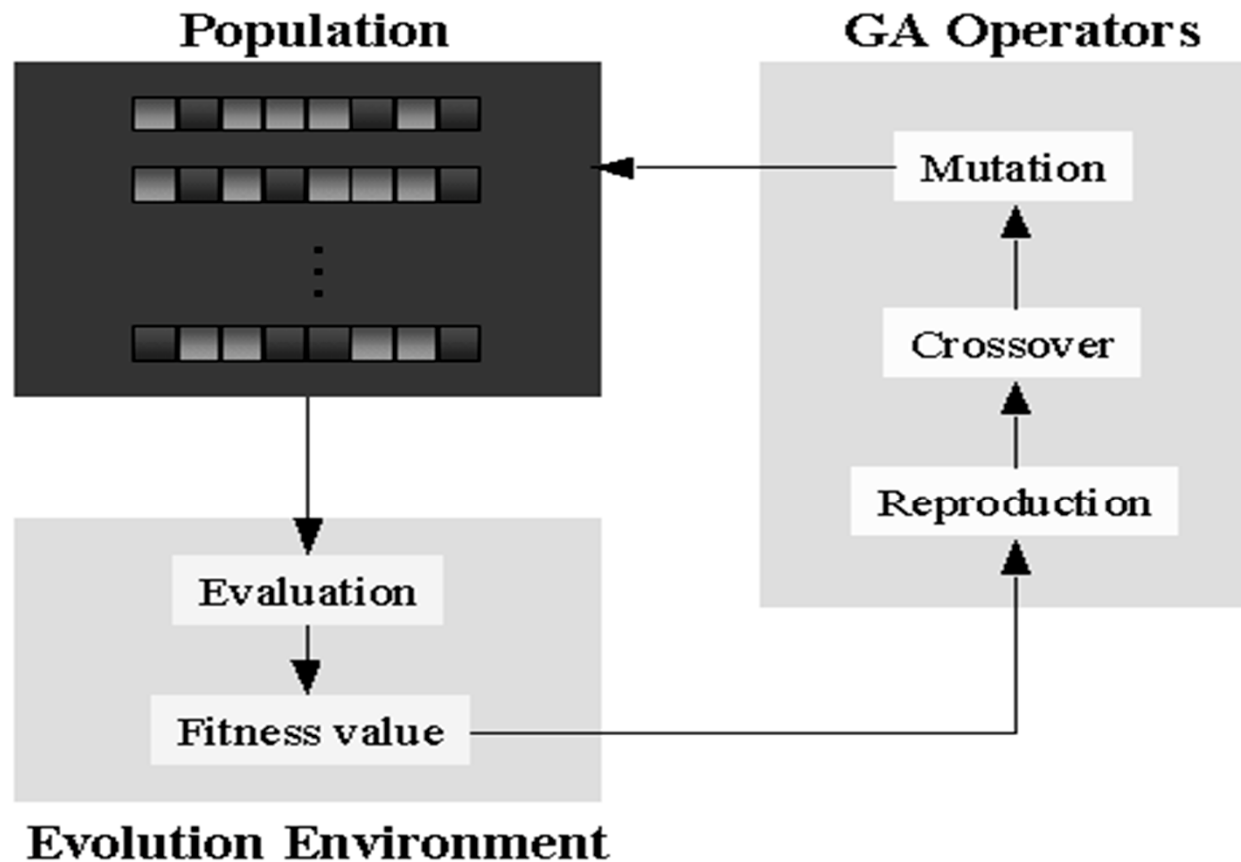 Population
GA Operators
Mutation
Crossover
Reproduction
Evaluation
Fitness value
Evolution Environment